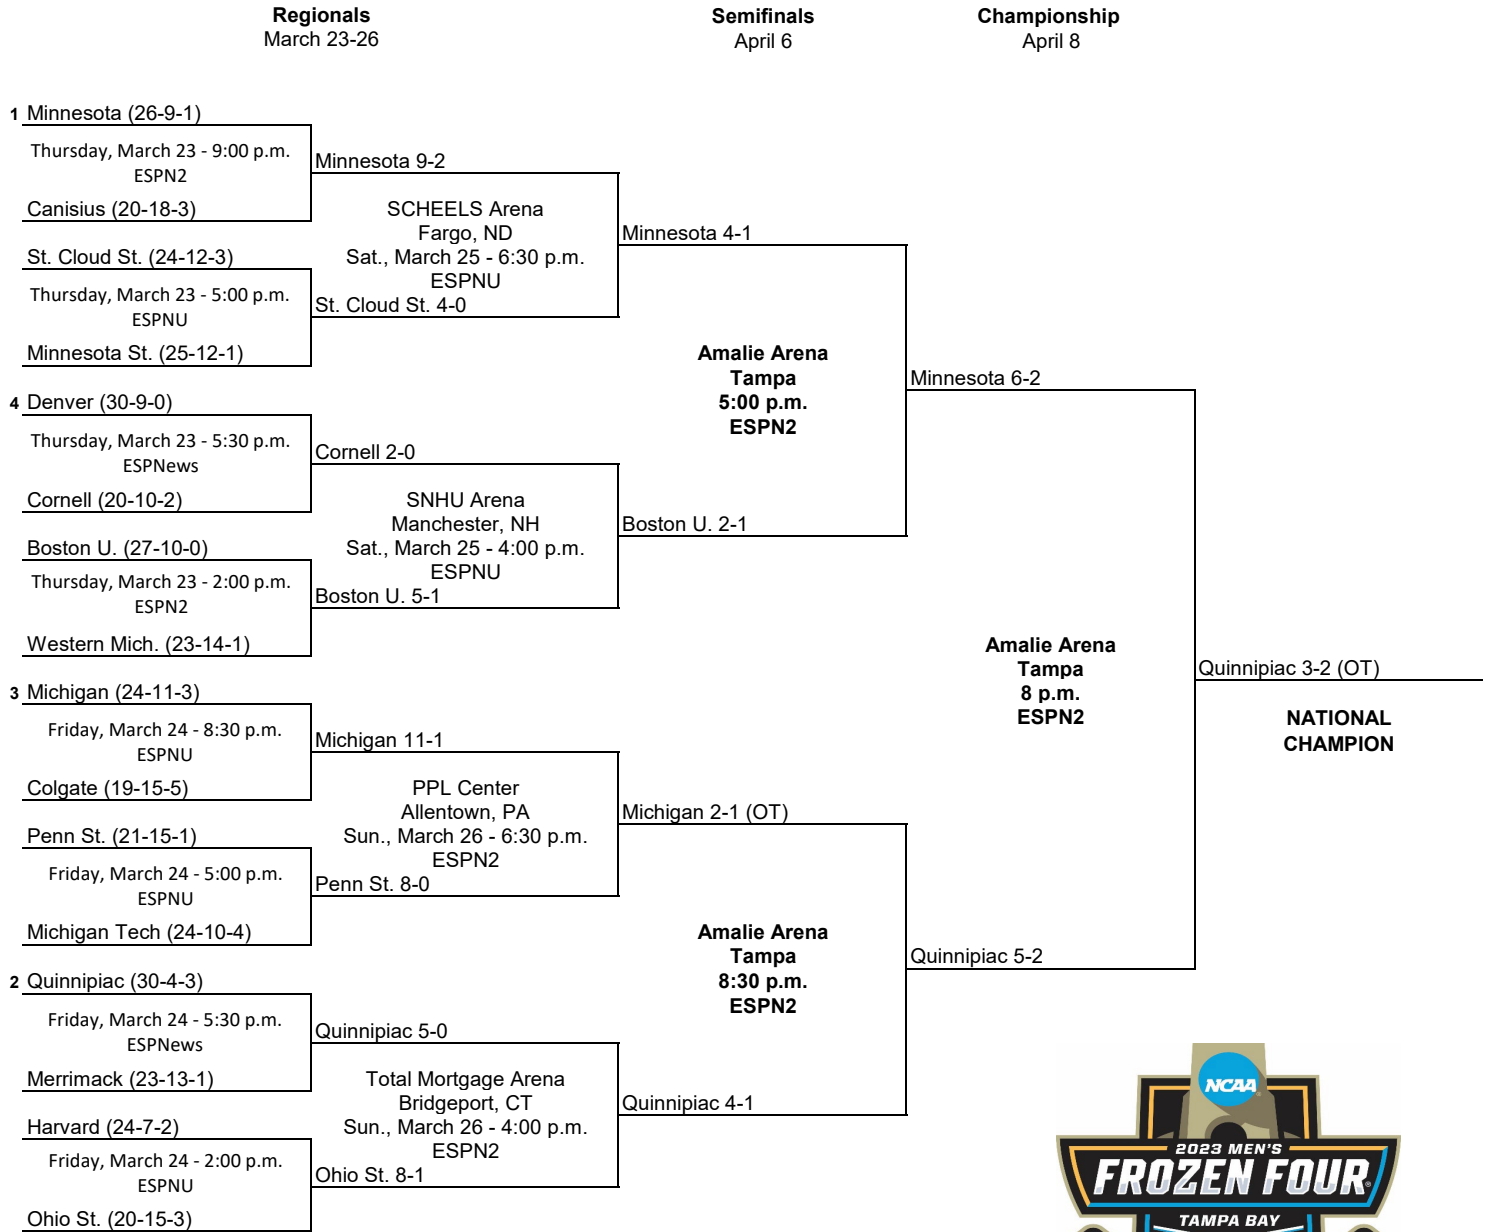 Regionals
March 23-26
Semifinals
April 6
Championship
April 8
1 Minnesota (26-9-1)
Thursday, March 23 - 9:00 p.m.
ESPN2
Canisius (20-18-3)
Minnesota 9-2
SCHEELS Arena
Fargo, ND
Sat., March 25 - 6:30 p.m.
ESPNU
St. Cloud St. (24-12-3)
Thursday, March 23 - 5:00 p.m.
ESPNU
Minnesota St. (25-12-1)
St. Cloud St. 4-0
Minnesota 4-1
Amalie Arena
Tampa
5:00 p.m.
ESPN2
4 Denver (30-9-0)
Thursday, March 23 - 5:30 p.m.
ESPNews
Cornell (20-10-2)
Cornell 2-0
SNHU Arena
Manchester, NH
Sat., March 25 - 4:00 p.m.
ESPNU
Boston U. (27-10-0)
Thursday, March 23 - 2:00 p.m.
ESPN2
Western Mich. (23-14-1)
Boston U. 5-1
Boston U. 2-1
Minnesota 6-2
Amalie Arena
Tampa
8 p.m.
ESPN2
Quinnipiac 3-2 (OT)
NATIONAL
CHAMPION
3 Michigan (24-11-3)
Friday, March 24 - 8:30 p.m.
ESPNU
Colgate (19-15-5)
Michigan 11-1
PPL Center
Allentown, PA
Sun., March 26 - 6:30 p.m.
ESPN2
Penn St. (21-15-1)
Friday, March 24 - 5:00 p.m.
ESPNU
Michigan Tech (24-10-4)
Penn St. 8-0
Michigan 2-1 (OT)
Amalie Arena
Tampa
8:30 p.m.
ESPN2
Quinnipiac 5-2
2 Quinnipiac (30-4-3)
Friday, March 24 - 5:30 p.m.
ESPNews
Merrimack (23-13-1)
Quinnipiac 5-0
Total Mortgage Arena
Bridgeport, CT
Sun., March 26 - 4:00 p.m.
ESPN2
Harvard (24-7-2)
Friday, March 24 - 2:00 p.m.
ESPNU
Ohio St. (20-15-3)
Ohio St. 8-1
Quinnipiac 4-1
NCAA
2023 MEN'S
FROZEN FOUR®
TAMPA BAY